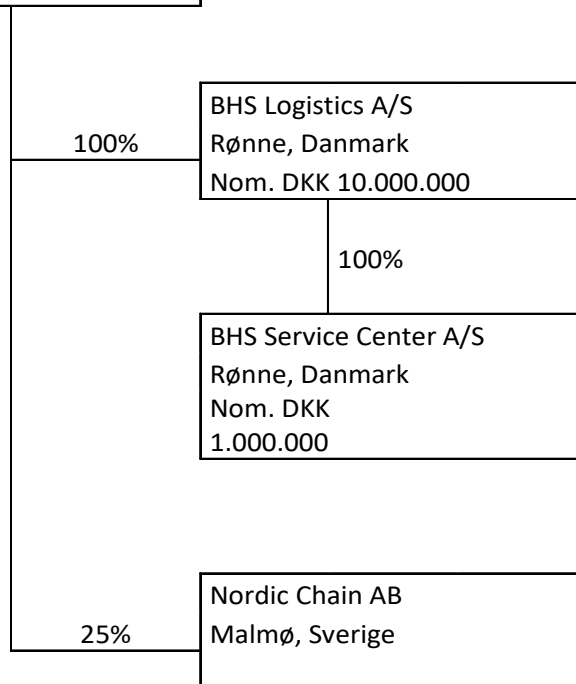 BHS Logistics A/S
100%
Rønne, Danmark
Nom. DKK 10.000.000
100%
BHS Service Center A/S
Rønne, Danmark
Nom. DKK
1.000.000
Nordic Chain AB
25%
Malmø, Sverige